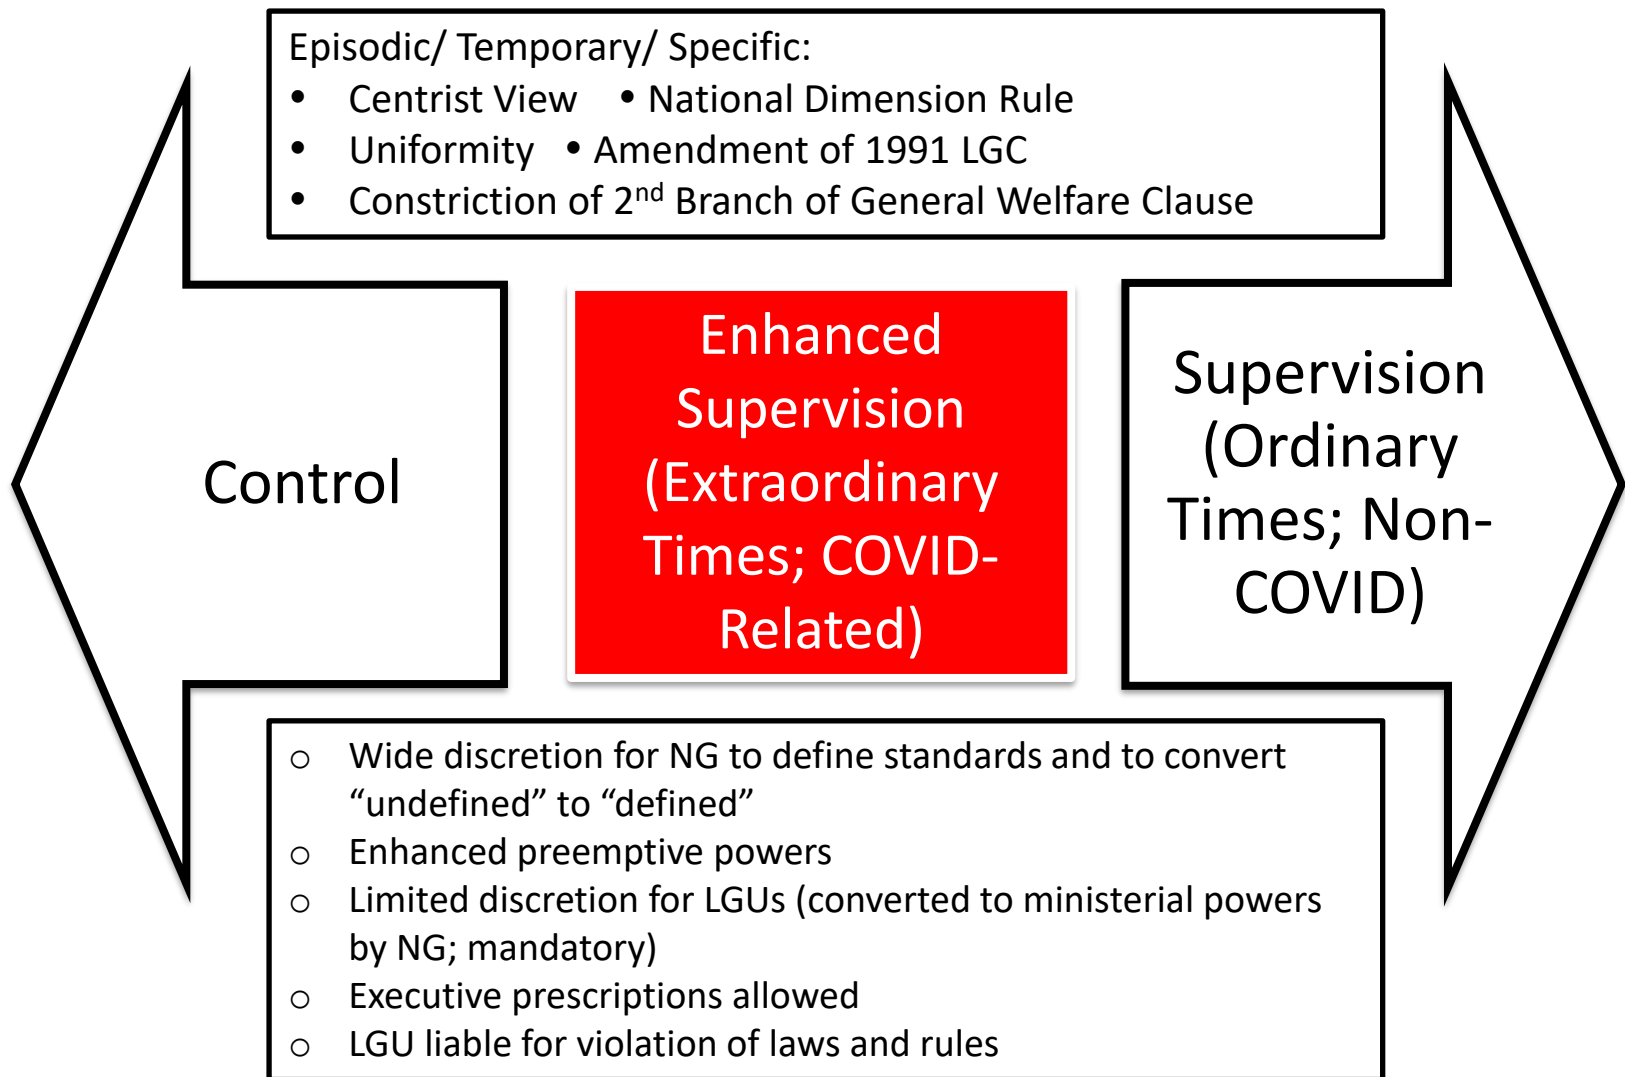 Episodic/ Temporary/ Specific:
• Centrist View • National Dimension Rule
• Uniformity • Amendment of 1991 LGC
• Constriction of 2nd Branch of General Welfare Clause
Control
Enhanced
Supervision
(Extraordinary
Times; COVID-
Related)
Supervision
(Ordinary
Times; Non-
COVID)
o Wide discretion for NG to define standards and to convert
“undefined” to “defined”
o Enhanced preemptive powers
o Limited discretion for LGUs (converted to ministerial powers
by NG; mandatory)
o Executive prescriptions allowed
o LGU liable for violation of laws and rules